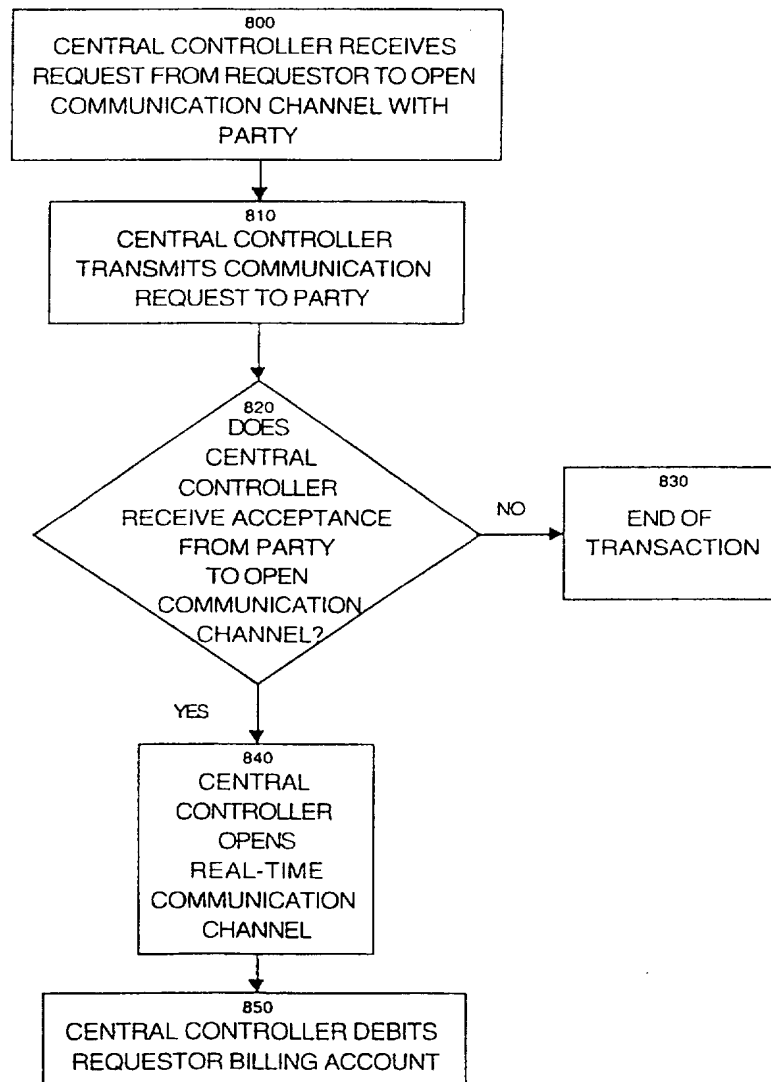 800
CENTRAL CONTROLLER RECEIVES
REQUEST FROM REQUESTOR TO OPEN
COMMUNICATION CHANNEL WITH
PARTY
810
CENTRAL CONTROLLER
TRANSMITS COMMUNICATION
REQUEST TO PARTY
820
DOES
CENTRAL
CONTROLLER
RECEIVE ACCEPTANCE
FROM PARTY
TO OPEN
COMMUNICATION
CHANNEL?
NO
830
END OF
TRANSACTION
YES
840
CENTRAL
CONTROLLER
OPENS
REAL-TIME
COMMUNICATION
CHANNEL
850
CENTRAL CONTROLLER DEBITS
REQUESTOR BILLING ACCOUNT